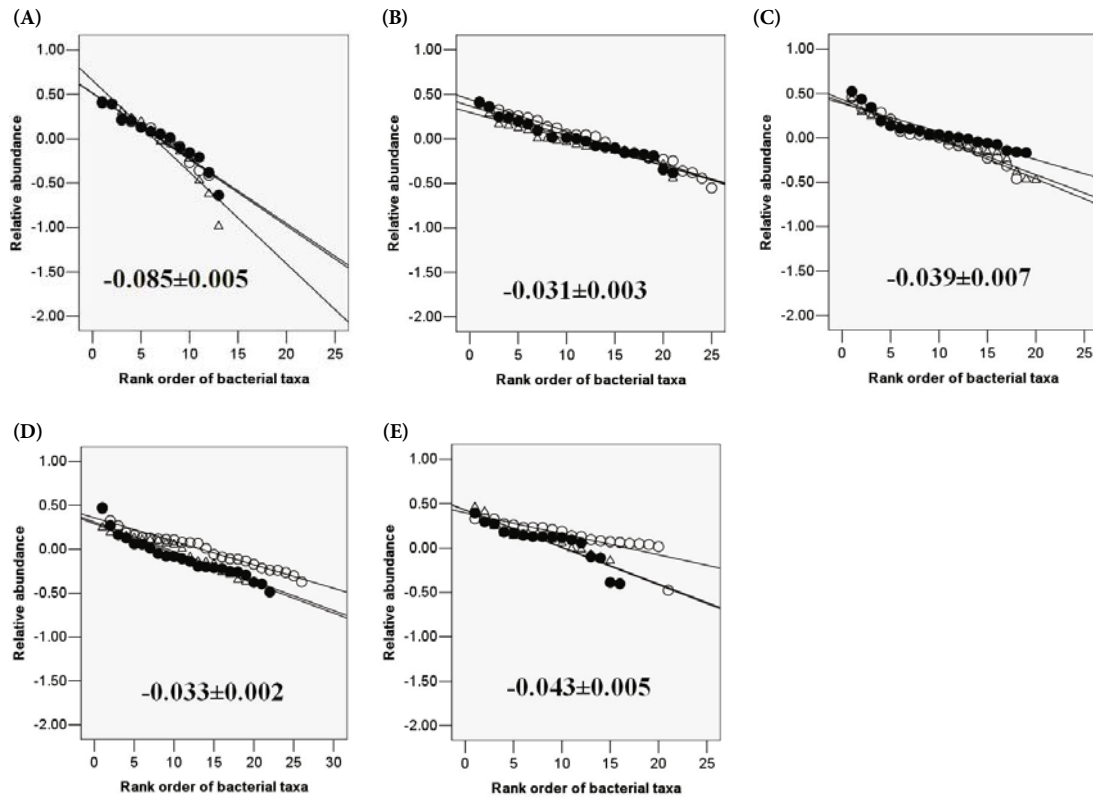 (A)
1.00
0.50
0.00
-0.50
-1.00
-1.50
-2.00
Relative abundance
-0.085±0.005
0 5 10 15 20 25
Rank order of bacterial taxa
(B)
1.00
0.50
0.00
-0.50
-1.00
-1.50
-2.00
Relative abundance
-0.031±0.003
0 5 10 15 20 25
Rank order of bacterial taxa
(C)
1.00
0.50
0.00
-0.50
-1.00
-1.50
-2.00
Relative abundance
-0.039±0.007
0 5 10 15 20 25
Rank order of bacterial taxa
(D)
1.00
0.50
0.00
-0.50
-1.00
-1.50
-2.00
Relative abundance
-0.033±0.002
0 5 10 15 20 25 30
Rank order of bacterial taxa
(E)
1.00
0.50
0.00
-0.50
-1.00
-1.50
-2.00
Relative abundance
-0.043±0.005
0 5 10 15 20 25
Rank order of bacterial taxa